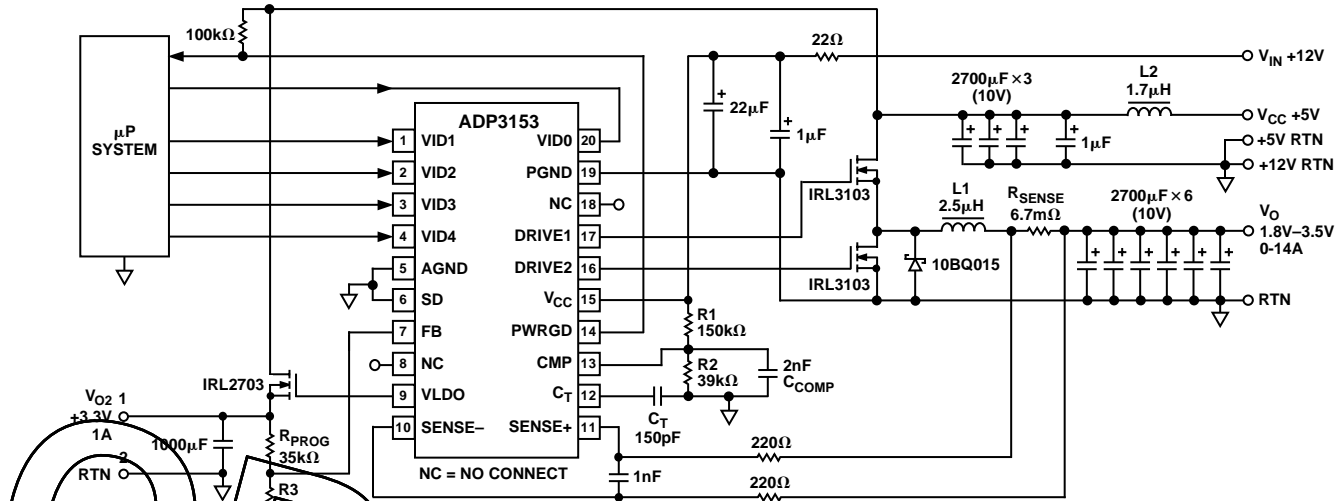 100kΩ
22Ω
VIN +12V
2700μF × 3
(10V)
L2
1.7μH
22μF
1μF
1μF
VCC +5V
+5V RTN
+12V RTN
μP
SYSTEM
ADP3153
1 VID1
2 VID2
3 VID3
4 VID4
5 AGND
6 SD
7 FB
8 NC
9 VLDO
10 SENSE–
VID0 20
PGND 19
NC 18
DRIVE1 17
DRIVE2 16
VCC 15
PWRGD 14
CMP 13
CT 12
SENSE+ 11
NC = NO CONNECT
IRL3103
IRL3103
L1
2.5μH
RSENSE
6.7mΩ
2700μF × 6
(10V)
VO
1.8V–3.5V
0-14A
10BQ015
RTN
R1
150kΩ
R2
39kΩ
2nF
CCOMP
CT
150pF
220Ω
1nF
220Ω
IRL2703
VO2 1
+3.3V
1A
1000μF
RPROG
35kΩ
2
RTN
R3